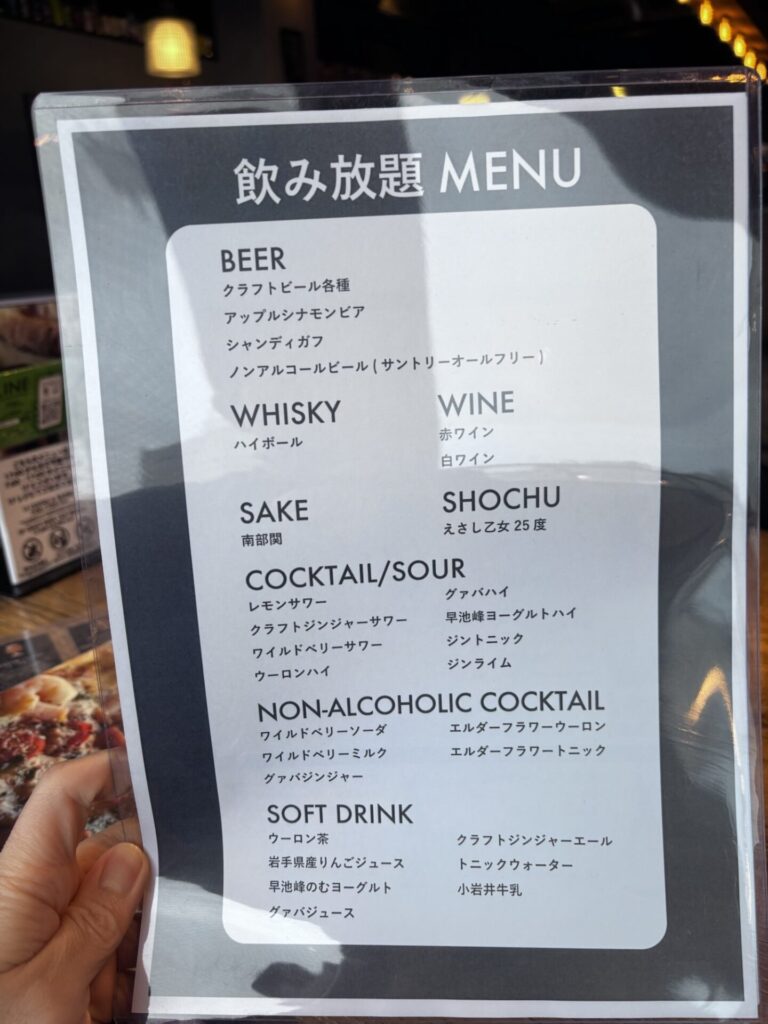 飲み放題 MENU
BEER
クラフトビール各種
アップルシナモンビア
シャンディガフ
ノンアルコールビール(サントリーオールフリー)
WHISKY
ハイボール
WINE
赤ワイン
白ワイン
SAKE
南部関
SHOCHU
えさし乙女 25 度
COCKTAIL/SOUR
レモンサワー
クラフトジンジャーサワー
ワイルドベリーサワー
ウーロンハイ
グァバハイ
早池峰ヨーグルトハイ
ジントニック
ジンライム
NON-ALCOHOLIC COCKTAIL
ワイルドベリーソーダ
ワイルドベリーミルク
グァバジンジャー
エルダーフラワーウーロン
エルダーフラワートニック
SOFT DRINK
ウーロン茶
岩手県産りんごジュース
早池峰のむヨーグルト
グァバジュース
クラフトジンジャーエール
トニックウォーター
小岩井牛乳